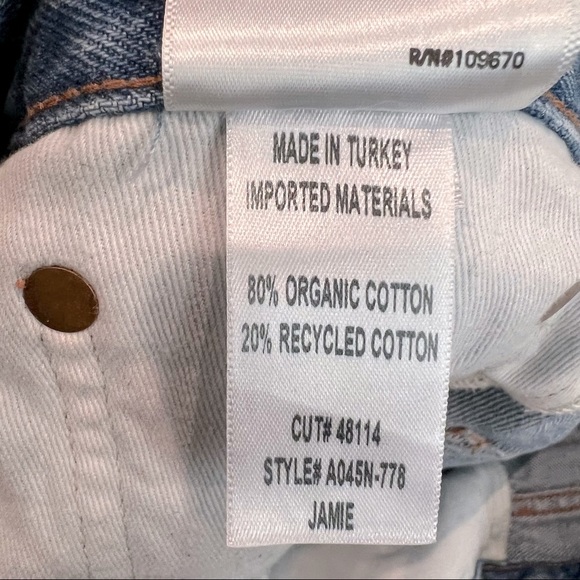 R/N#109670
MADE IN TURKEY
IMPORTED MATERIALS
80% ORGANIC COTTON
20% RECYCLED COTTON
CUT# 48114
STYLE# A045N-778
JAMIE